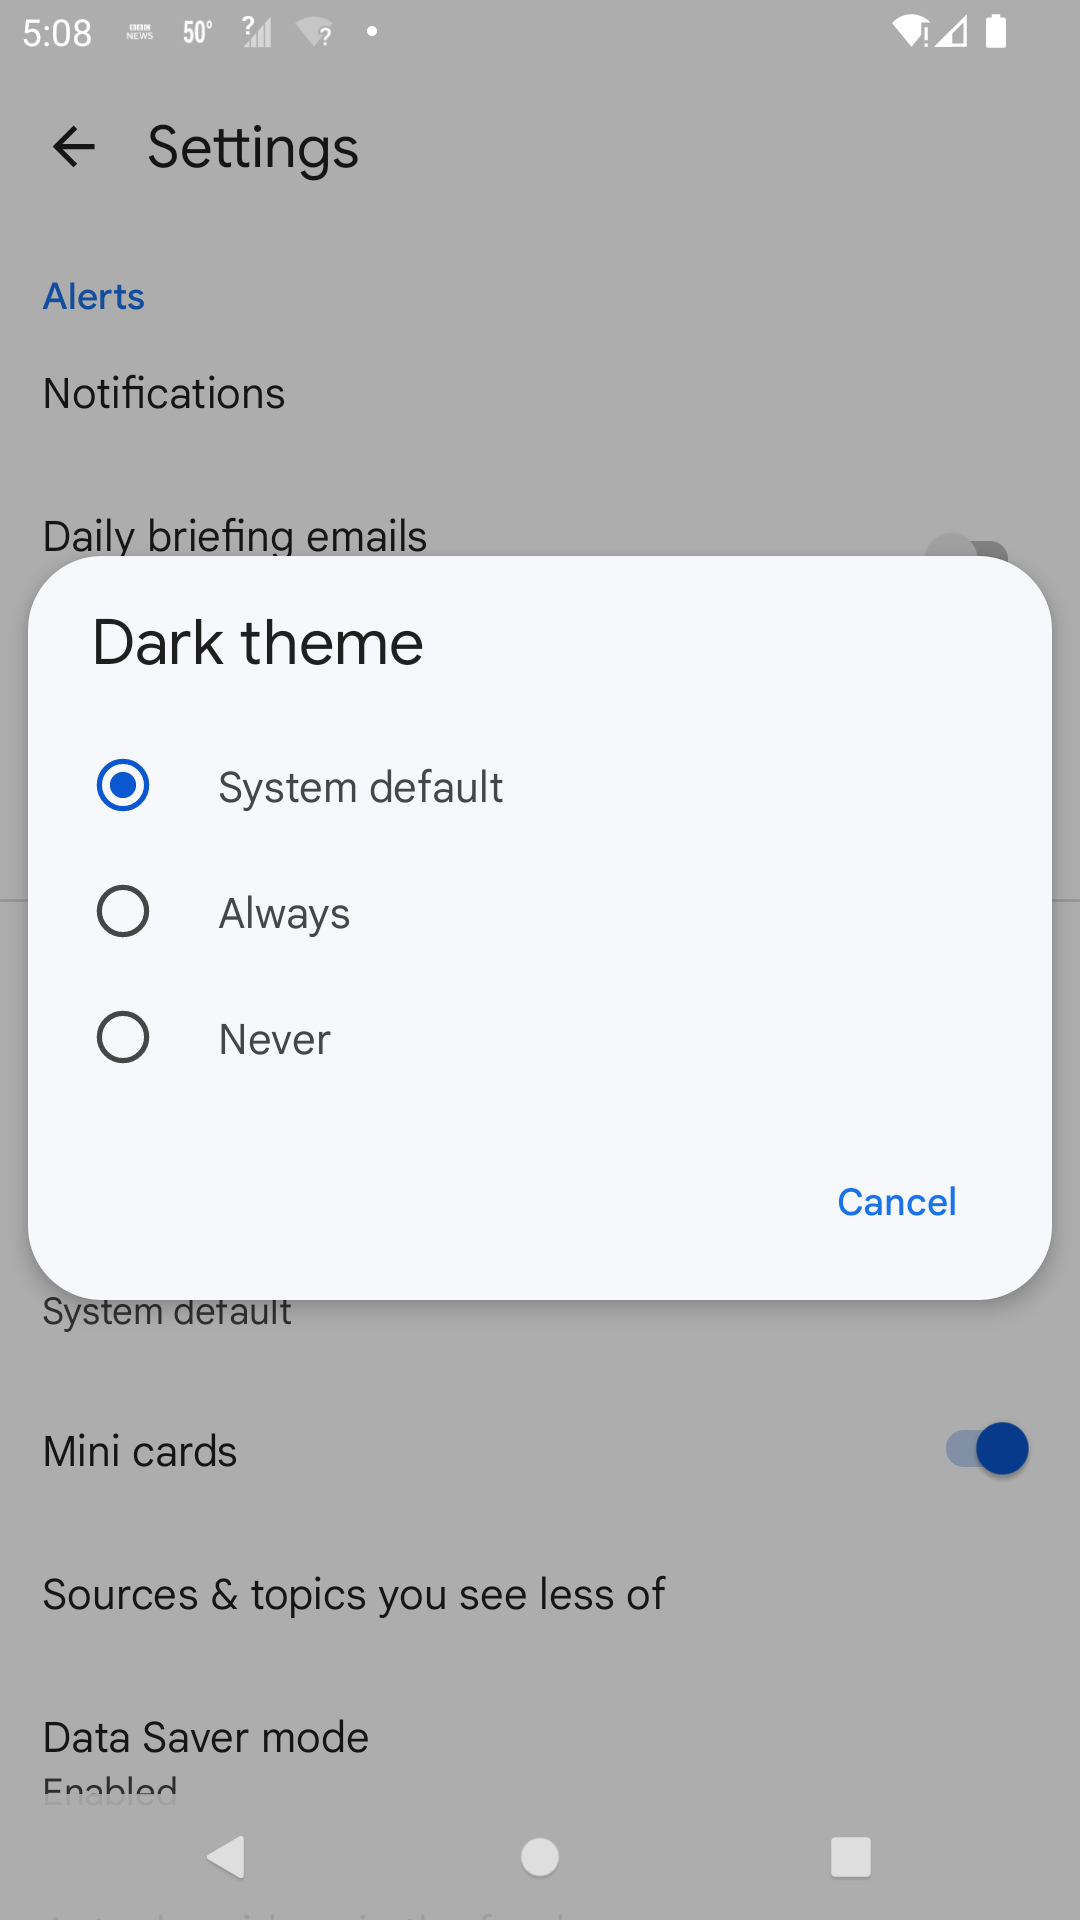 5:08 BBC NEWS 50°
Settings
Alerts
Notifications
Daily briefing emails
Dark theme
System default
Always
Never
Cancel
System default
Mini cards
Sources & topics you see less of
Data Saver mode
Enabled